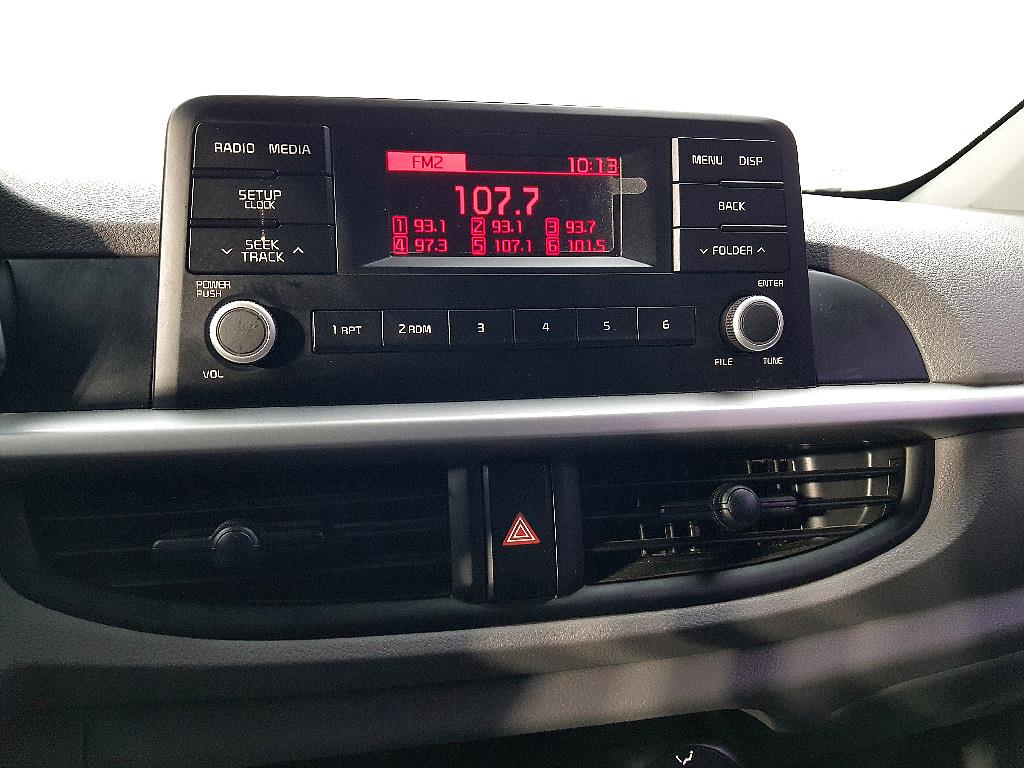 RADIO MEDIA
SETUP
CLOCK
SEEK
TRACK
FM2 10:13
107.7
1 93.1 2 93.1 3 93.7
4 97.3 5 107.1 6 101.5
MENU DISP
BACK
FOLDER
POWER
PUSH
VOL
1 RPT 2 RDM 3 4 5 6
ENTER
FILE TUNE